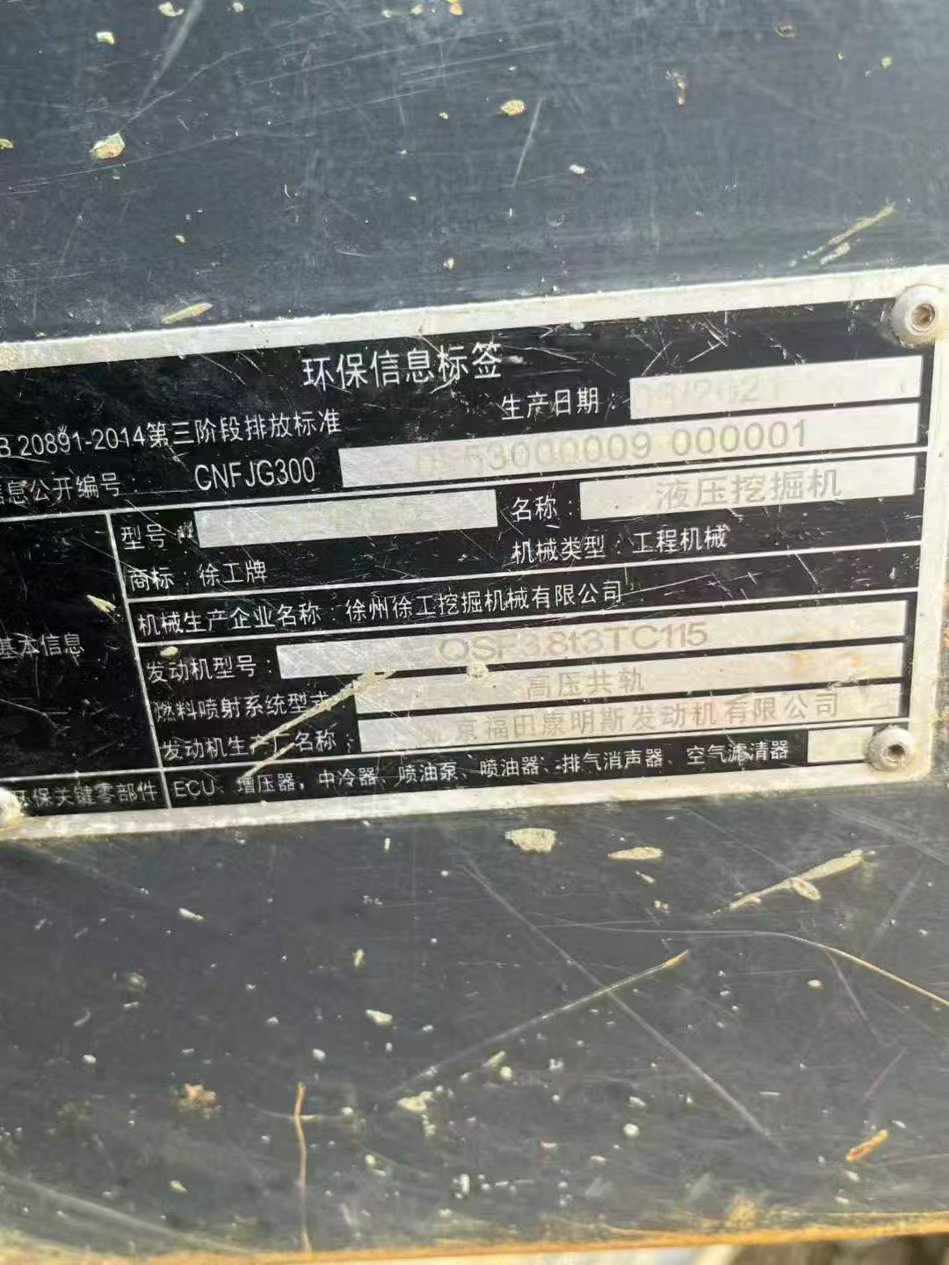 环保信息标签
生产日期：03/2021
20891-2014第三阶段排放标准
信息公开编号 CNFJG300 3000009 000001
型号 名称：液压挖掘机
商标：徐工牌 机械类型：工程机械
机械生产企业名称：徐州徐工挖掘机械有限公司
基本信息
发动机型号：QSF3.8t3TC115
燃料喷射系统型式 高压共轨
发动机生产厂名称：北京福田康明斯发动机有限公司
环保关键零部件 ECU、增压器，中冷器、喷油泵、喷油器、排气消声器、空气滤清器